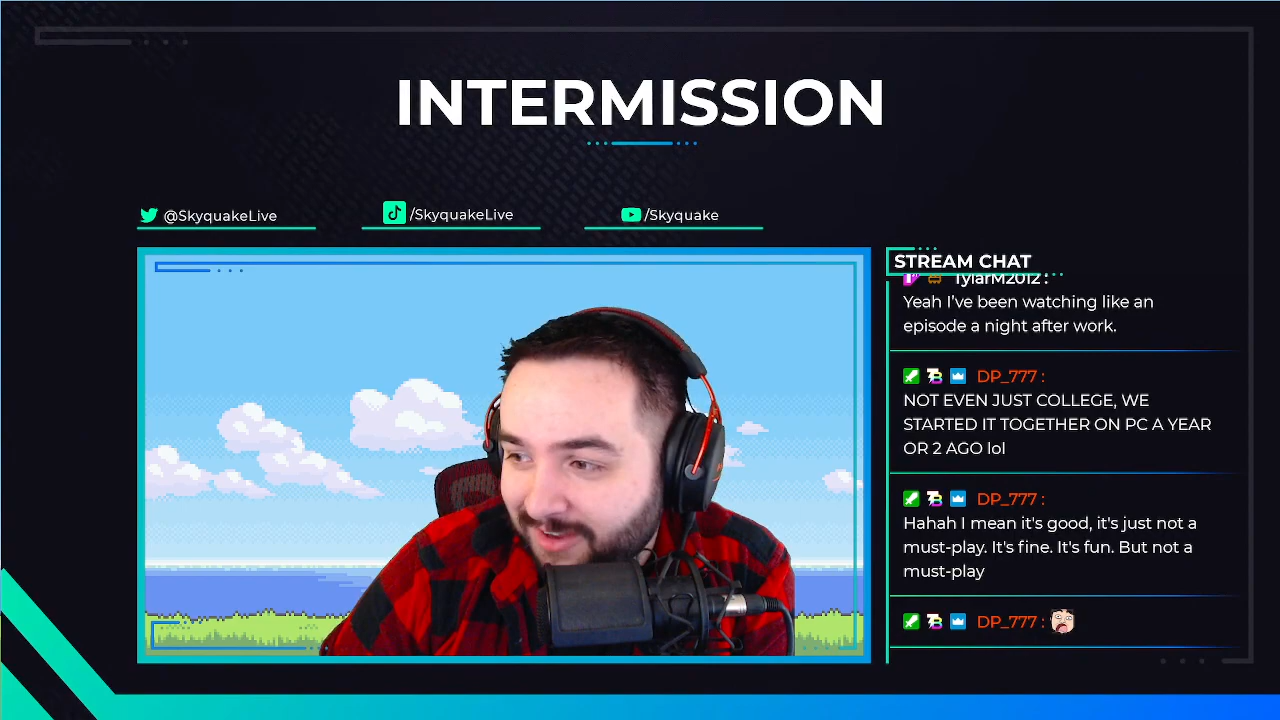 INTERMISSION
@SkyquakeLive
/SkyquakeLive
/Skyquake
STREAM CHAT
TylarM2012 :
Yeah I've been watching like an
episode a night after work.
DP_777 :
NOT EVEN JUST COLLEGE, WE
STARTED IT TOGETHER ON PC A YEAR
OR 2 AGO lol
DP_777 :
Hahah I mean it's good, it's just not a
must-play. It's fine. It's fun. But not a
must-play
DP_777 :